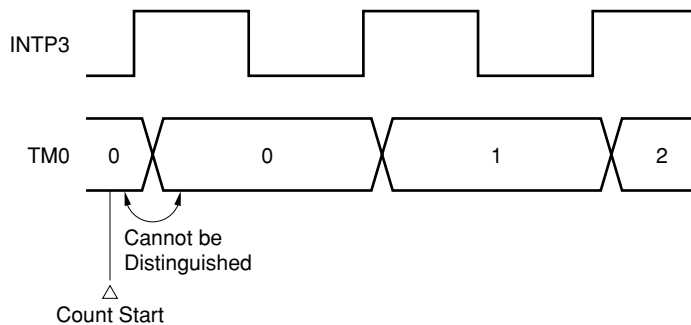 INTP3
TM0 0 0 1 2
Cannot be
Distinguished
Count Start